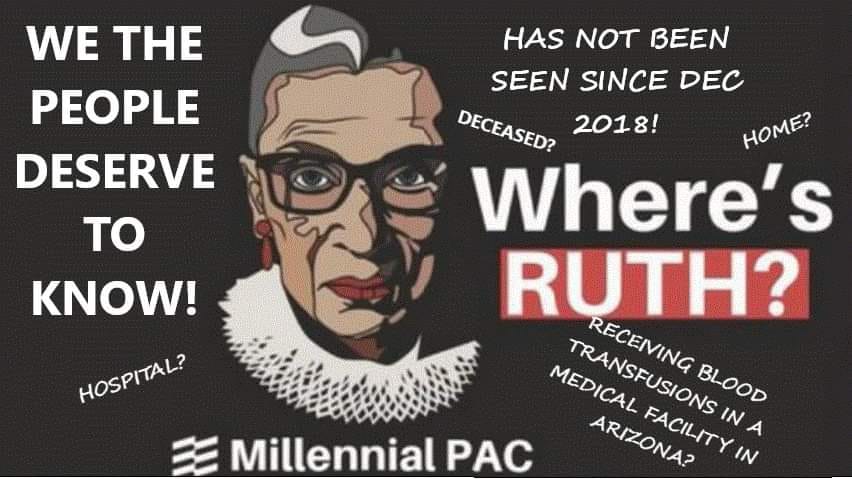 WE THE
PEOPLE
DESERVE
TO
KNOW!
HOSPITAL?
HAS NOT BEEN
SEEN SINCE DEC
2018!
DECEASED?
HOME?
Where's
RUTH?
RECEIVING BLOOD
TRANSFUSIONS IN A
MEDICAL FACILITY IN
ARIZONA?
Millennial PAC